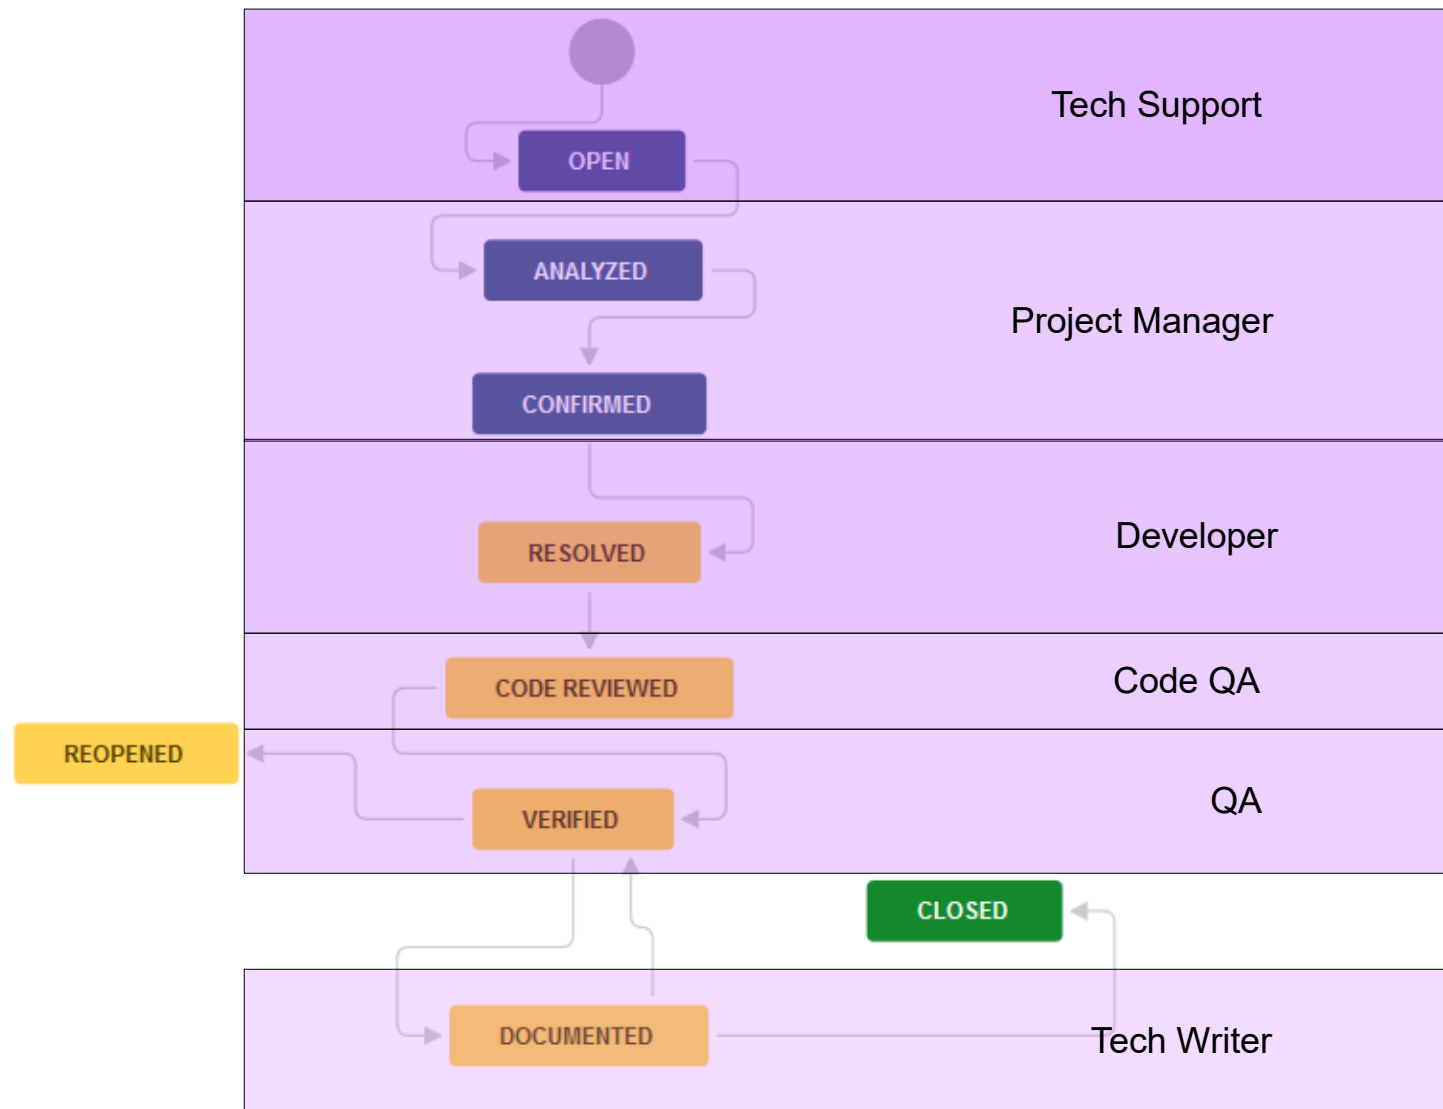 Tech Support
OPEN
ANALYZED
Project Manager
CONFIRMED
Developer
RESOLVED
Code QA
CODE REVIEWED
REOPENED
QA
VERIFIED
CLOSED
DOCUMENTED
Tech Writer